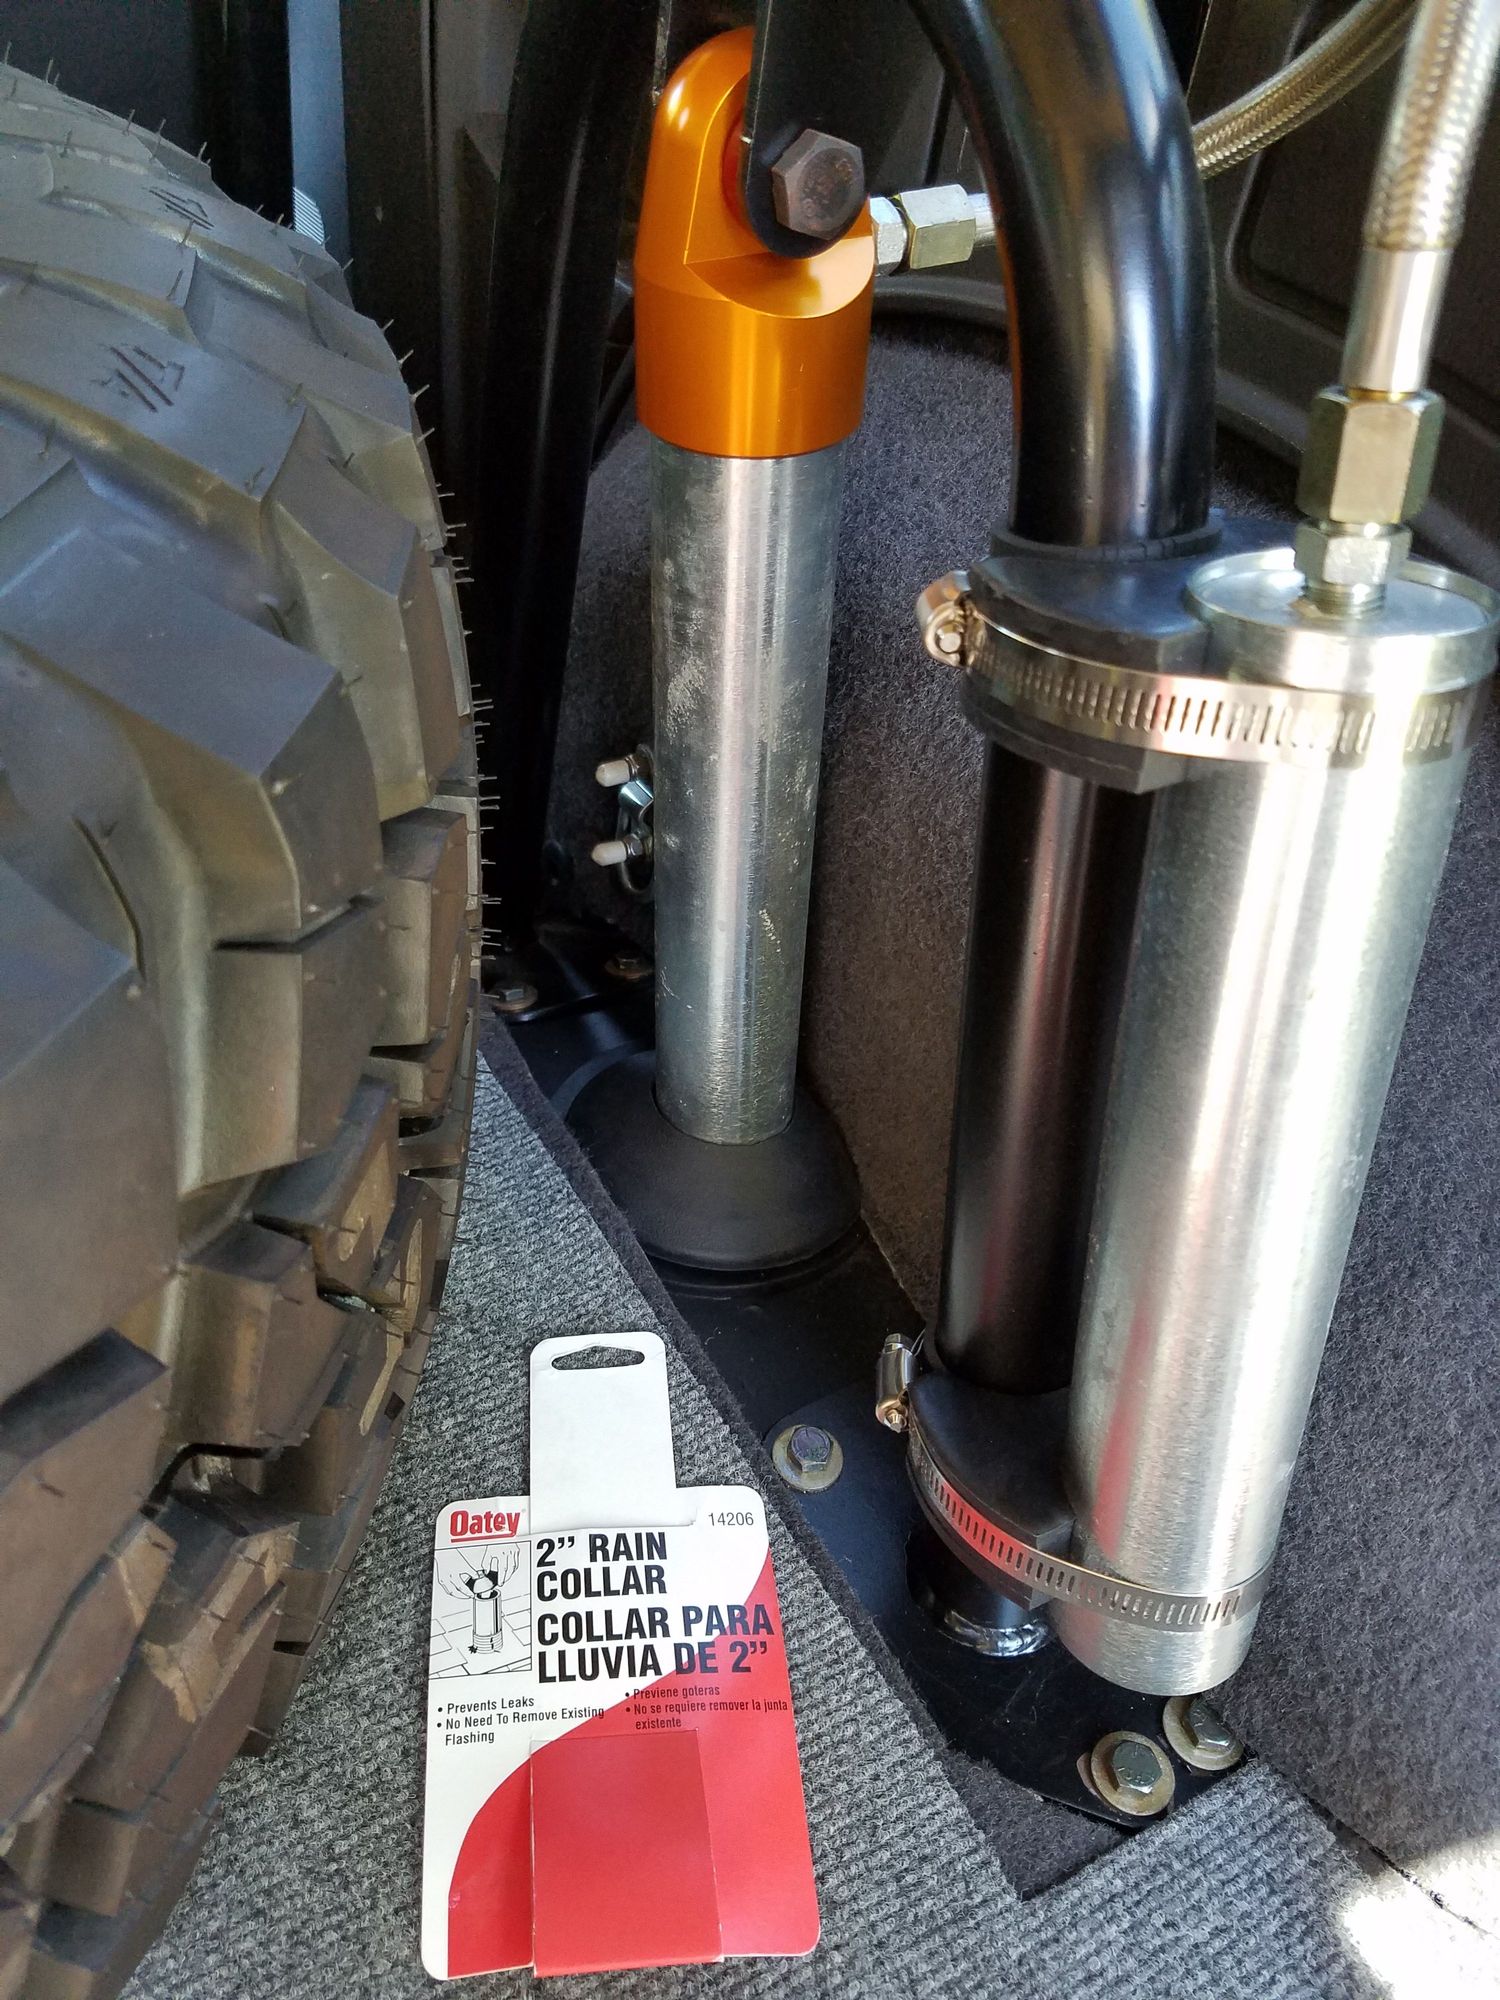 Oatey
14206
2” RAIN
COLLAR
COLLAR PARA
LLUVIA DE 2”
• Prevents Leaks
• No Need To Remove Existing
Flashing
• Previene goteras
• No se requiere remover la junta
existente